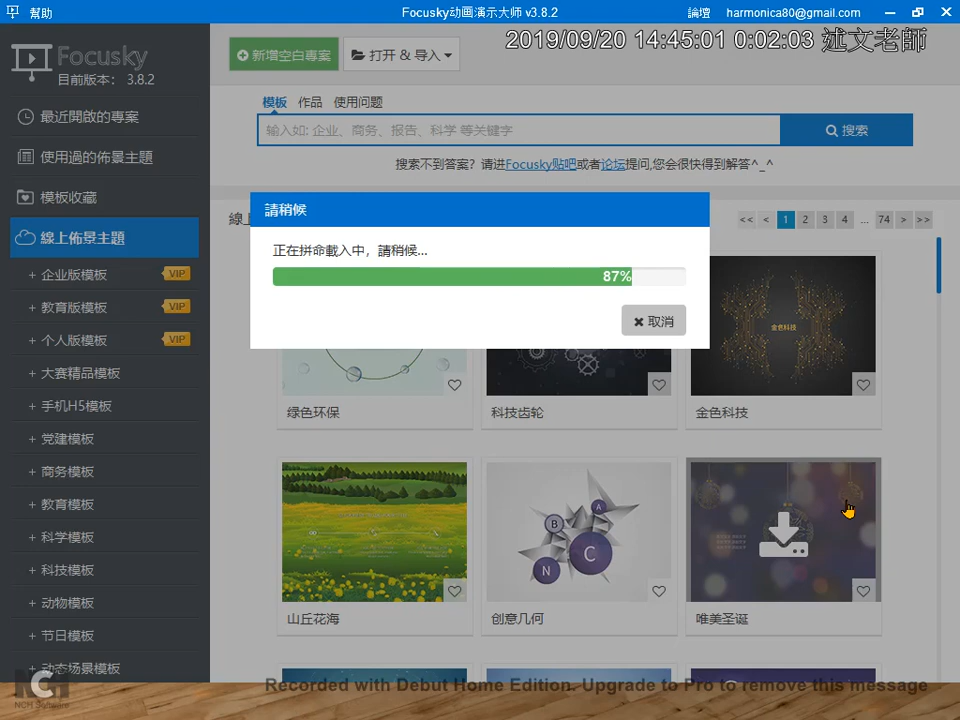 幫助
Focusky动画演示大师 v3.8.2
論壇
harmonica80@gmail.com
2019/09/20 14:45:01 0:02:03 述文老師
Focusky
目前版本: 3.8.2
新增空白專案
打开 & 导入
最近開啟的專案
使用過的佈景主題
模板收藏
線上佈景主題
+ 企业版模板 VIP
+ 教育版模板 VIP
+ 个人版模板 VIP
+ 大赛精品模板
+ 手机H5模板
+ 党建模板
+ 商务模板
+ 教育模板
+ 科学模板
+ 科技模板
+ 动物模板
+ 节日模板
+ 动态场景模板
模板 作品 使用问题
输入如: 企业、商务、报告、科学 等关键字
搜索
搜索不到答案? 请进Focusky贴吧或者论坛提问,您会很快得到解答^_^
線上
<< < 1 2 3 4 ... 74 > >>
請稍候
正在拼命載入中，請稍候...
87%
取消
金色科技
绿色环保
科技齿轮
金色科技
A
B
C
N
山丘花海
创意几何
唯美圣诞
NCH
NCH Software
Recorded with Debut Home Edition. Upgrade to Pro to remove this message